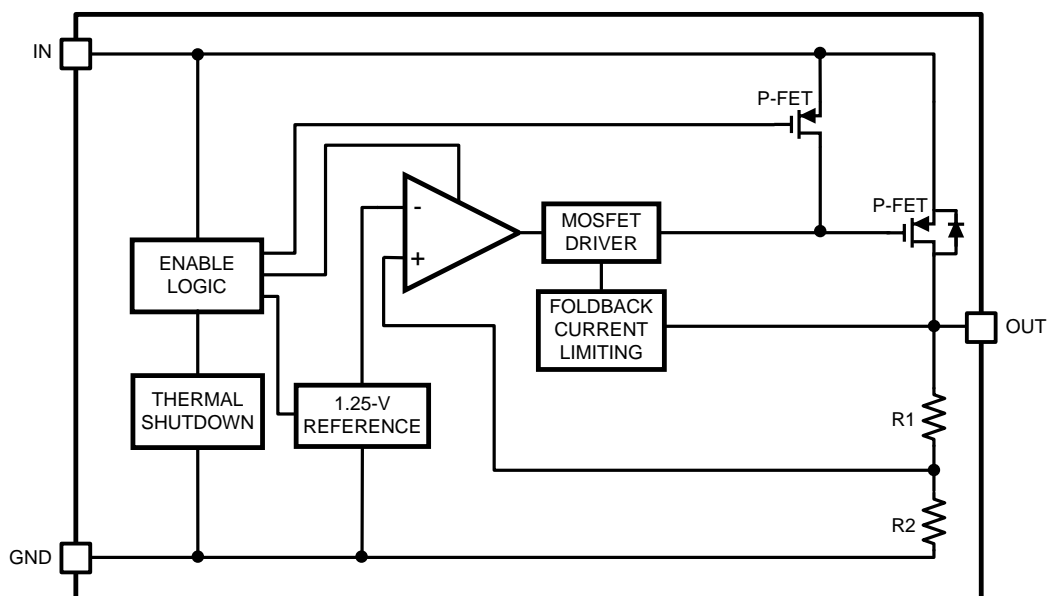 IN
P-FET
P-FET
-
+
MOSFET
DRIVER
ENABLE
LOGIC
FOLDBACK
CURRENT
LIMITING
OUT
THERMAL
SHUTDOWN
1.25-V
REFERENCE
R1
R2
GND